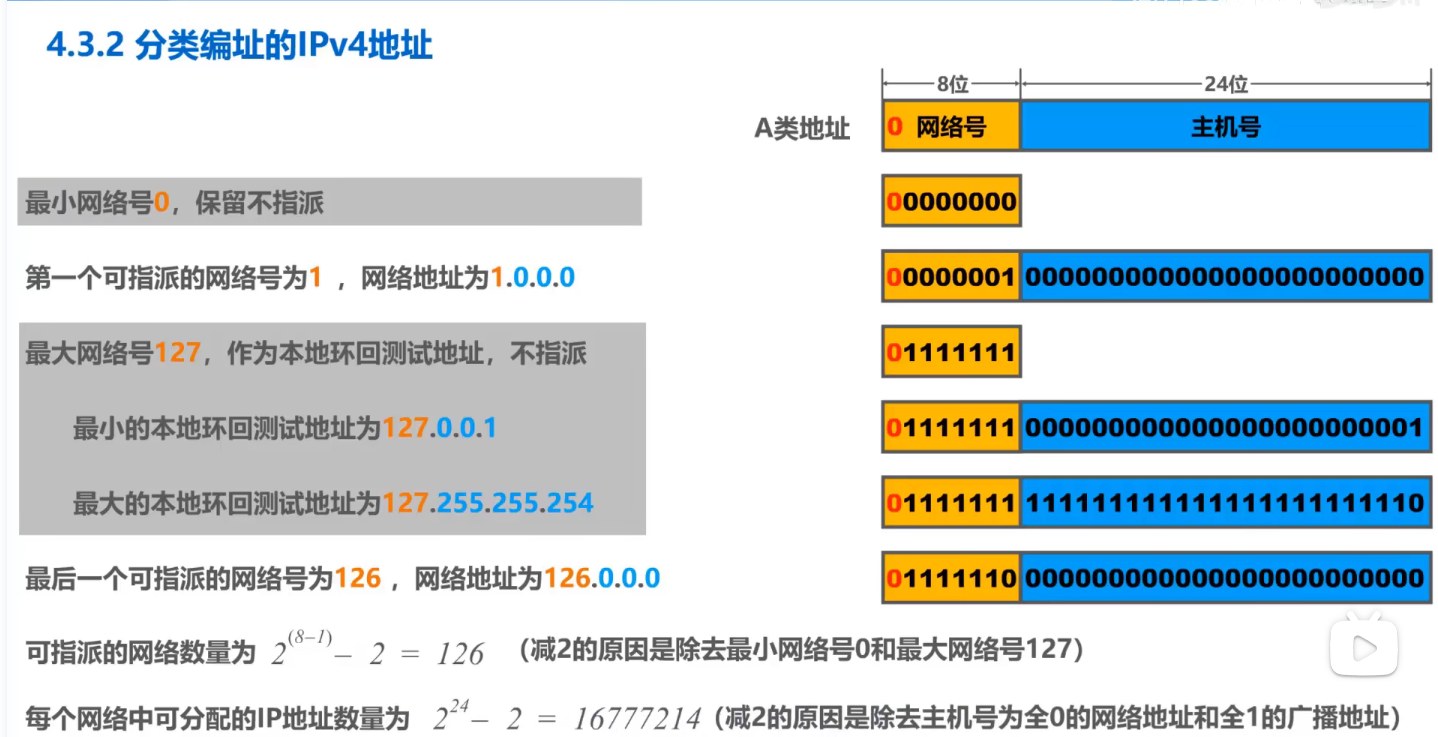 4.3.2 分类编址的IPv4地址
8位 24位
A类地址 0 网络号 主机号
最小网络号0，保留不指派 00000000
第一个可指派的网络号为1 ，网络地址为1.0.0.0 00000001 000000000000000000000000
最大网络号127，作为本地环回测试地址，不指派 01111111
最小的本地环回测试地址为127.0.0.1 01111111 000000000000000000000001
最大的本地环回测试地址为127.255.255.254 01111111 111111111111111111111110
最后一个可指派的网络号为126 ，网络地址为126.0.0.0 01111110 000000000000000000000000
可指派的网络数量为 2^(8–1) – 2 = 126 （减2的原因是除去最小网络号0和最大网络号127）
每个网络中可分配的IP地址数量为 2^24 – 2 = 16777214（减2的原因是除去主机号为全0的网络地址和全1的广播地址）